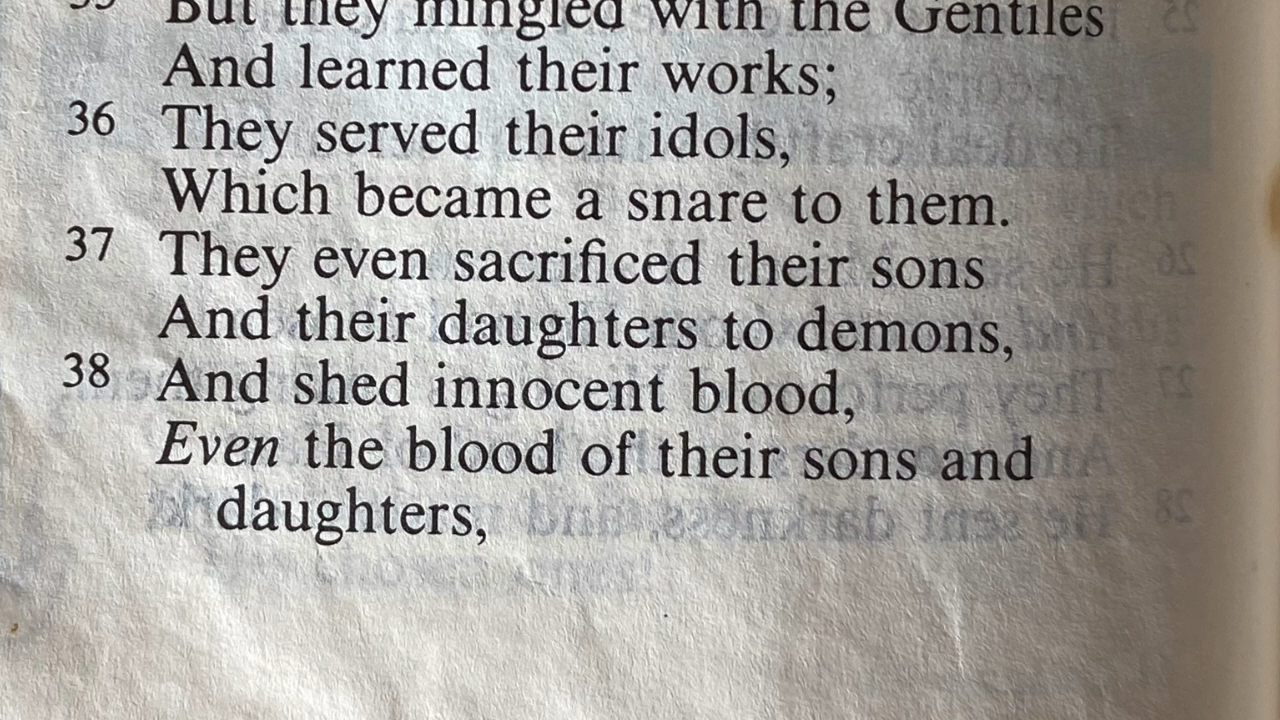 35 But they mingled with the Gentiles
And learned their works;
36 They served their idols,
Which became a snare to them.
37 They even sacrificed their sons
And their daughters to demons,
38 And shed innocent blood,
Even the blood of their sons and
daughters,